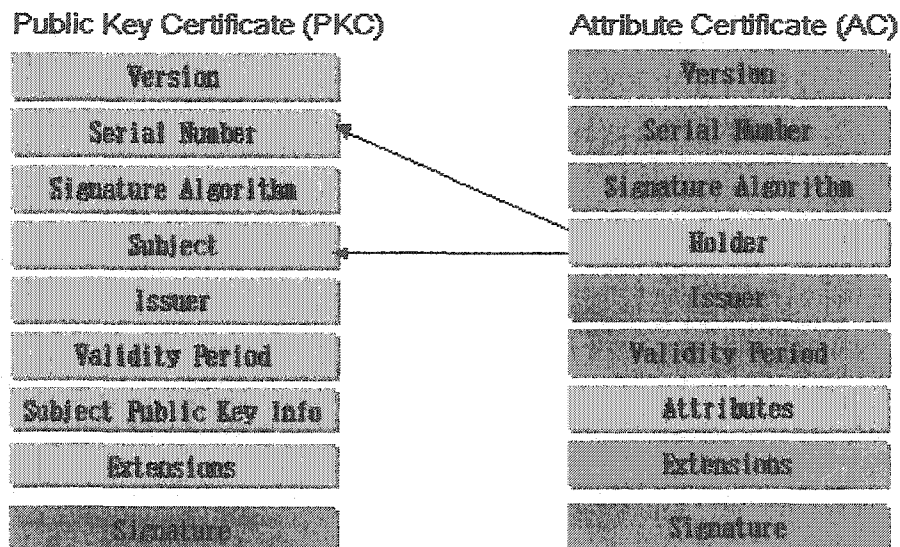 Public Key Certificate (PKC)
Version
Serial Number
Signature Algorithm
Subject
Issuer
Validity Period
Subject Public Key Info
Extensions
Signature
Attribute Certificate (AC)
Version
Serial Number
Signature Algorithm
Holder
Issuer
Validity Period
Attributes
Extensions
Signature